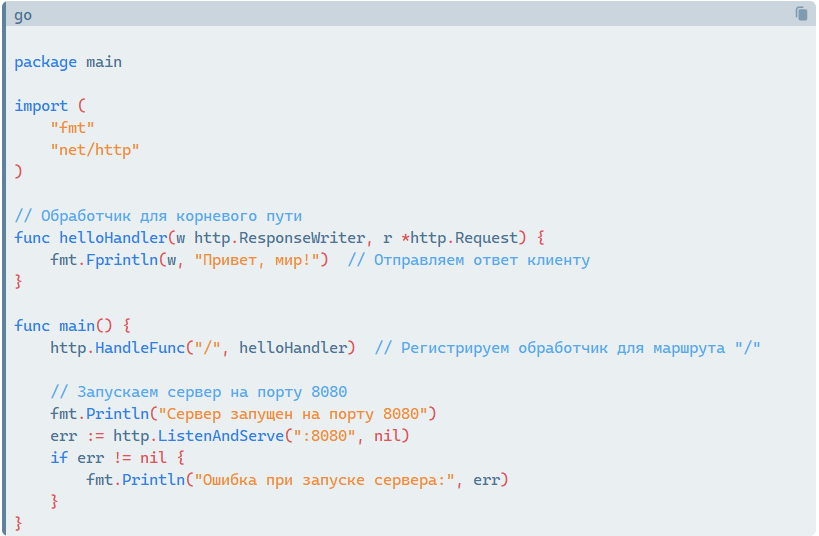 go
package main
import (
    "fmt"
    "net/http"
)
// Обработчик для корневого пути
func helloHandler(w http.ResponseWriter, r *http.Request) {
    fmt.Fprintln(w, "Привет, мир!")  // Отправляем ответ клиенту
}
func main() {
    http.HandleFunc("/", helloHandler)  // Регистрируем обработчик для маршрута "/"
    // Запускаем сервер на порту 8080
    fmt.Println("Сервер запущен на порту 8080")
    err := http.ListenAndServe(":8080", nil)
    if err != nil {
        fmt.Println("Ошибка при запуске сервера:", err)
    }
}